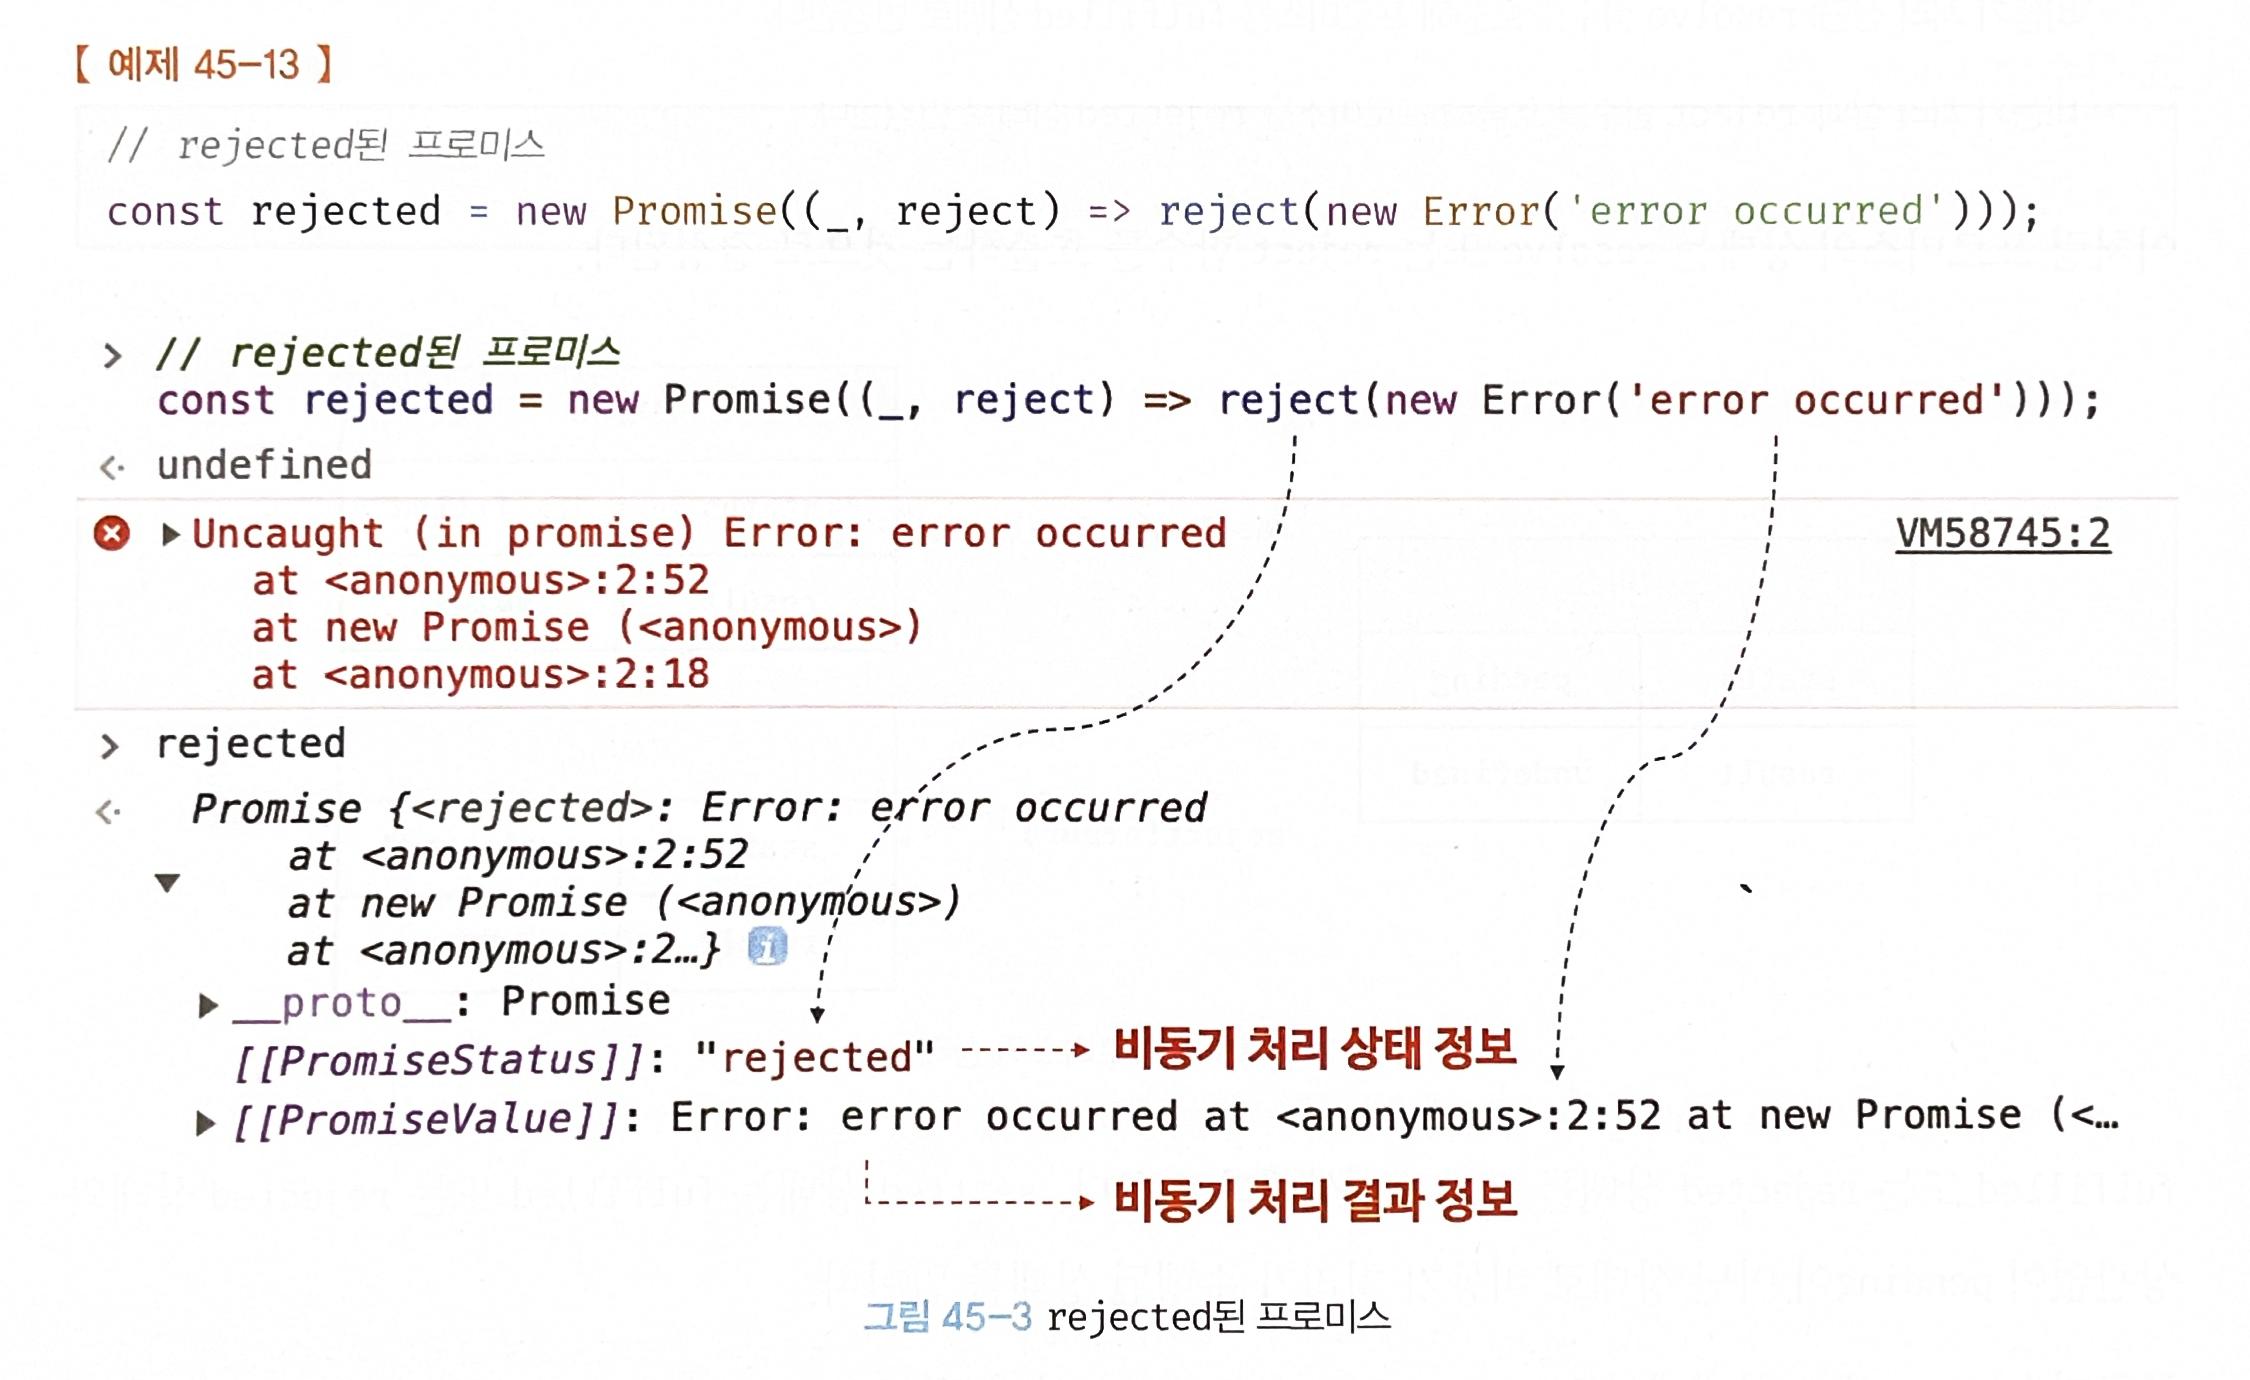 【 예제 45-13 】
// rejected된 프로미스
const rejected = new Promise((_, reject) => reject(new Error('error occurred')));
> // rejected된 프로미스
const rejected = new Promise((_, reject) => reject(new Error('error occurred')));
<· undefined
▶Uncaught (in promise) Error: error occurred VM58745:2
at <anonymous>:2:52
at new Promise (<anonymous>)
at <anonymous>:2:18
> rejected
<· Promise {<rejected>: Error: error occurred
at <anonymous>:2:52
▼ at new Promise (<anonymous>)
at <anonymous>:2…} i
▶__proto__: Promise
[[PromiseStatus]]: "rejected" 비동기 처리 상태 정보
▶[[PromiseValue]]: Error: error occurred at <anonymous>:2:52 at new Promise (<…
비동기 처리 결과 정보
그림 45-3 rejected된 프로미스